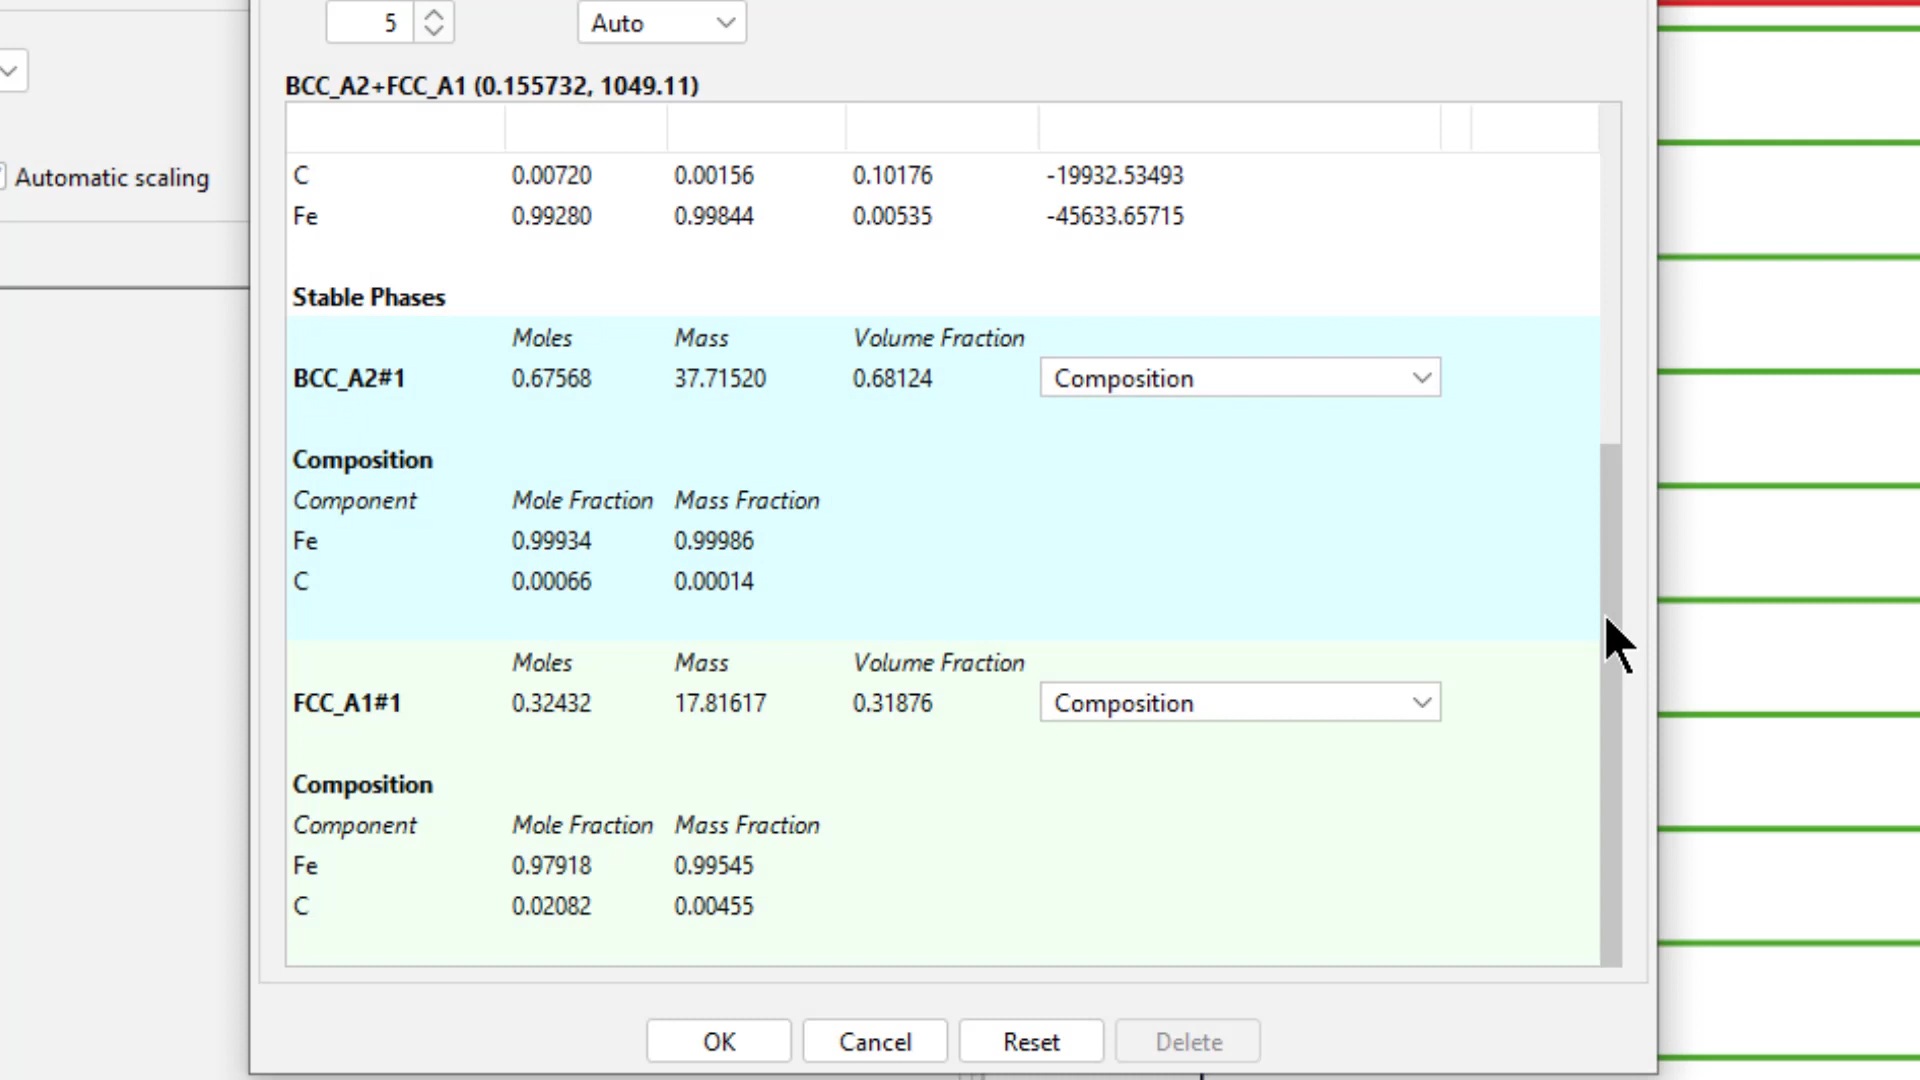 5 Auto
BCC_A2+FCC_A1 (0.155732, 1049.11)
Automatic scaling
C 0.00720 0.00156 0.10176 -19932.53493
Fe 0.99280 0.99844 0.00535 -45633.65715
Stable Phases
Moles Mass Volume Fraction
BCC_A2#1 0.67568 37.71520 0.68124 Composition
Composition
Component Mole Fraction Mass Fraction
Fe 0.99934 0.99986
C 0.00066 0.00014
Moles Mass Volume Fraction
FCC_A1#1 0.32432 17.81617 0.31876 Composition
Composition
Component Mole Fraction Mass Fraction
Fe 0.97918 0.99545
C 0.02082 0.00455
OK Cancel Reset Delete